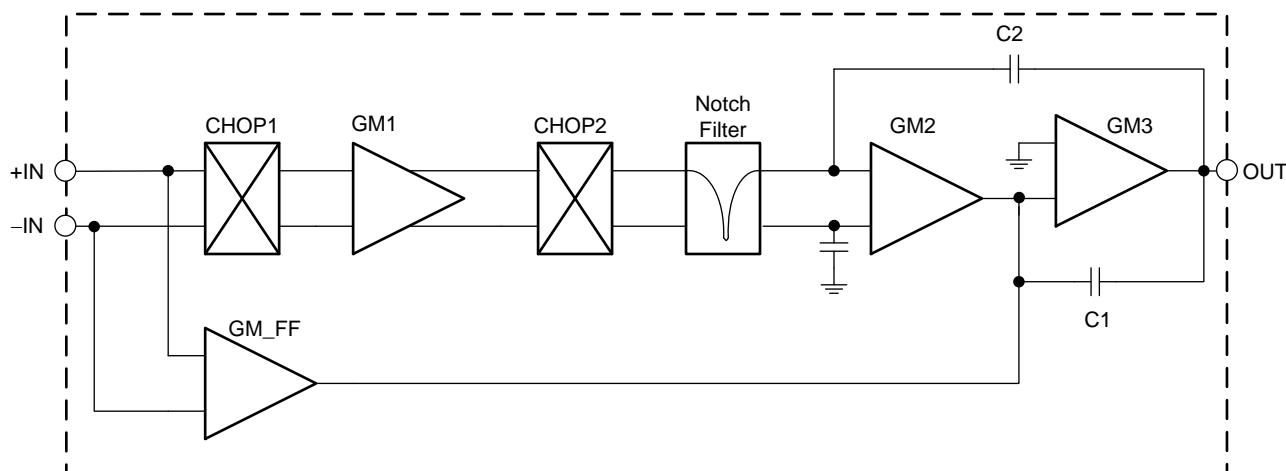 C2
Notch
Filter
CHOP1
GM1
CHOP2
GM2
GM3
+IN
OUT
−IN
C1
GM_FF